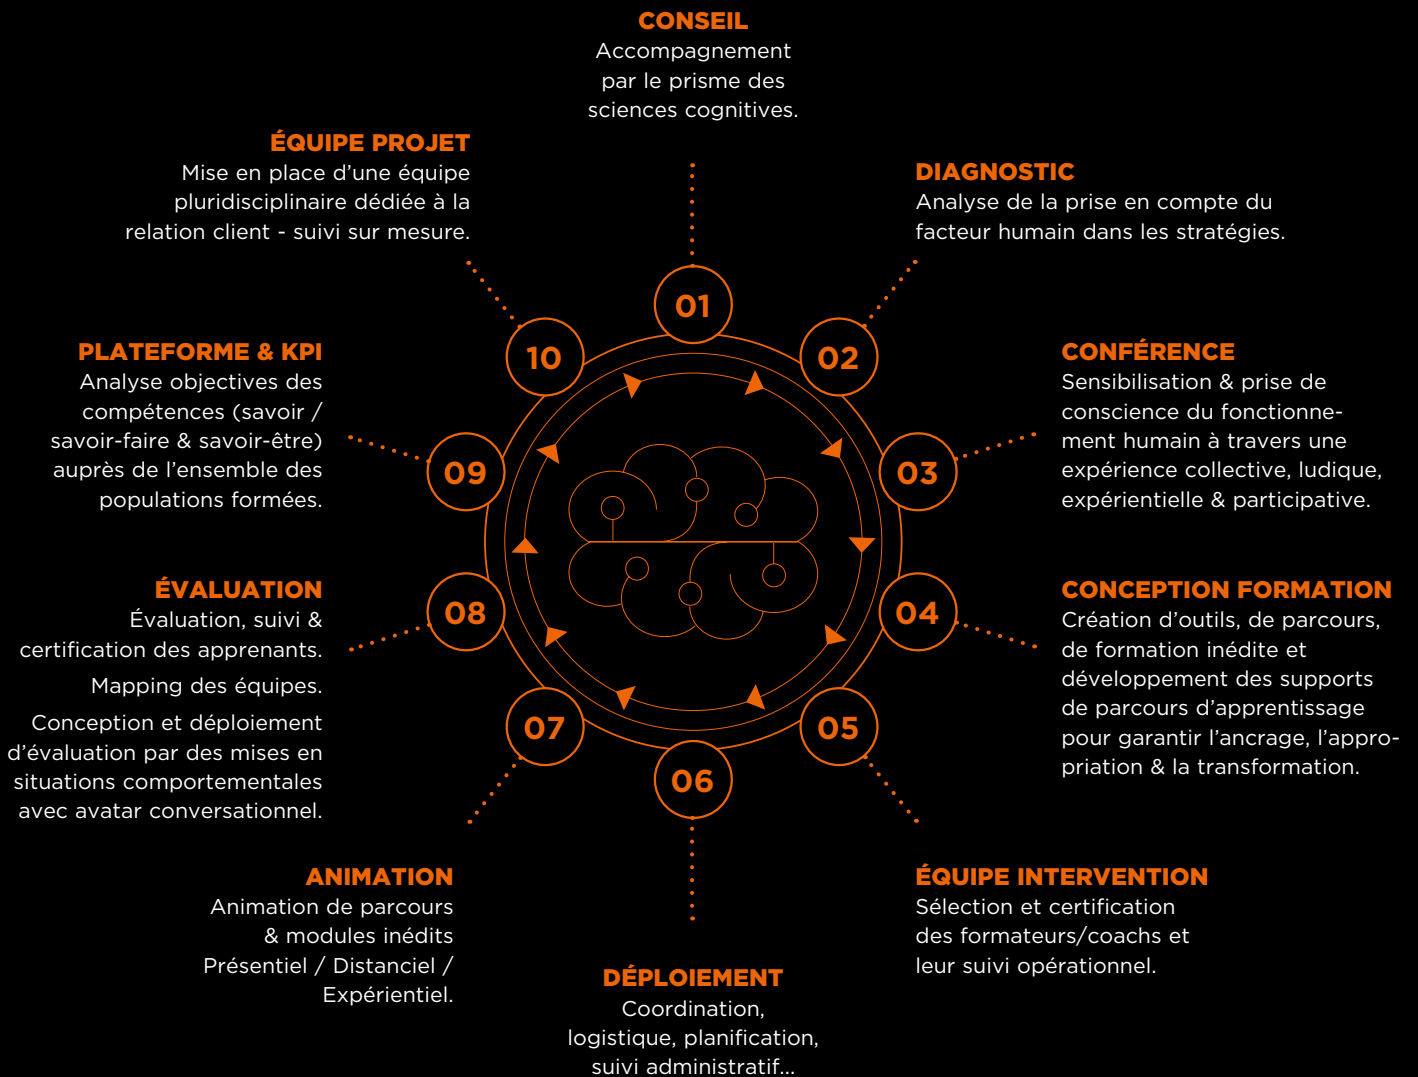 CONSEIL
Accompagnement
par le prisme des
sciences cognitives.
01
DIAGNOSTIC
Analyse de la prise en compte du
facteur humain dans les stratégies.
02
CONFÉRENCE
Sensibilisation & prise de
conscience du fonctionne-
ment humain à travers une
expérience collective, ludique,
expérientielle & participative.
03
CONCEPTION FORMATION
Création d’outils, de parcours,
de formation inédite et
développement des supports
de parcours d’apprentissage
pour garantir l’ancrage, l’appro-
priation & la transformation.
04
ÉQUIPE INTERVENTION
Sélection et certification
des formateurs/coachs et
leur suivi opérationnel.
05
DÉPLOIEMENT
Coordination,
logistique, planification,
suivi administratif...
06
ANIMATION
Animation de parcours
& modules inédits
Présentiel / Distanciel /
Expérientiel.
07
ÉVALUATION
Évaluation, suivi &
certification des apprenants.
Mapping des équipes.
Conception et déploiement
d’évaluation par des mises en
situations comportementales
avec avatar conversationnel.
08
PLATEFORME & KPI
Analyse objectives des
compétences (savoir /
savoir-faire & savoir-être)
auprès de l’ensemble des
populations formées.
09
ÉQUIPE PROJET
Mise en place d’une équipe
pluridisciplinaire dédiée à la
relation client - suivi sur mesure.
10